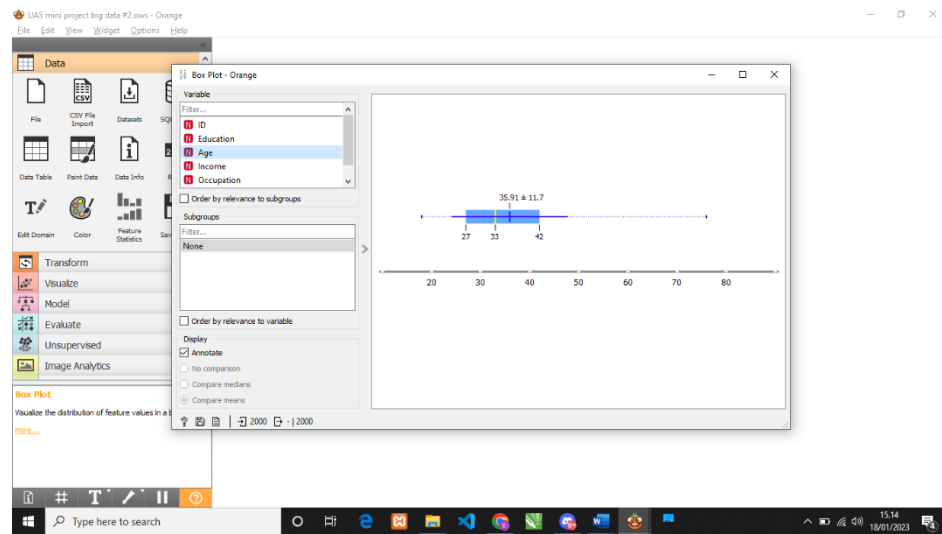 UAS mini project big data #2.ows - Orange
File Edit View Widget Options Help
Data
File
CSV File Import
Datasets
Data Table
Paint Data
Data Info
Edit Domain
Color
Feature Statistics
Transform
Visualize
Model
Evaluate
Unsupervised
Image Analytics
Box Plot
Visualize the distribution of feature values in a
more...
Box Plot - Orange
Variable
Filter...
N ID
N Education
N Age
N Income
N Occupation
Order by relevance to subgroups
Subgroups
Filter...
None
Order by relevance to variable
Display
Annotate
No comparison
Compare medians
Compare means
? 2000 - | 2000
35.91 ± 11.7
27 33 42
20 30 40 50 60 70 80
Type here to search
15.14
18/01/2023
4